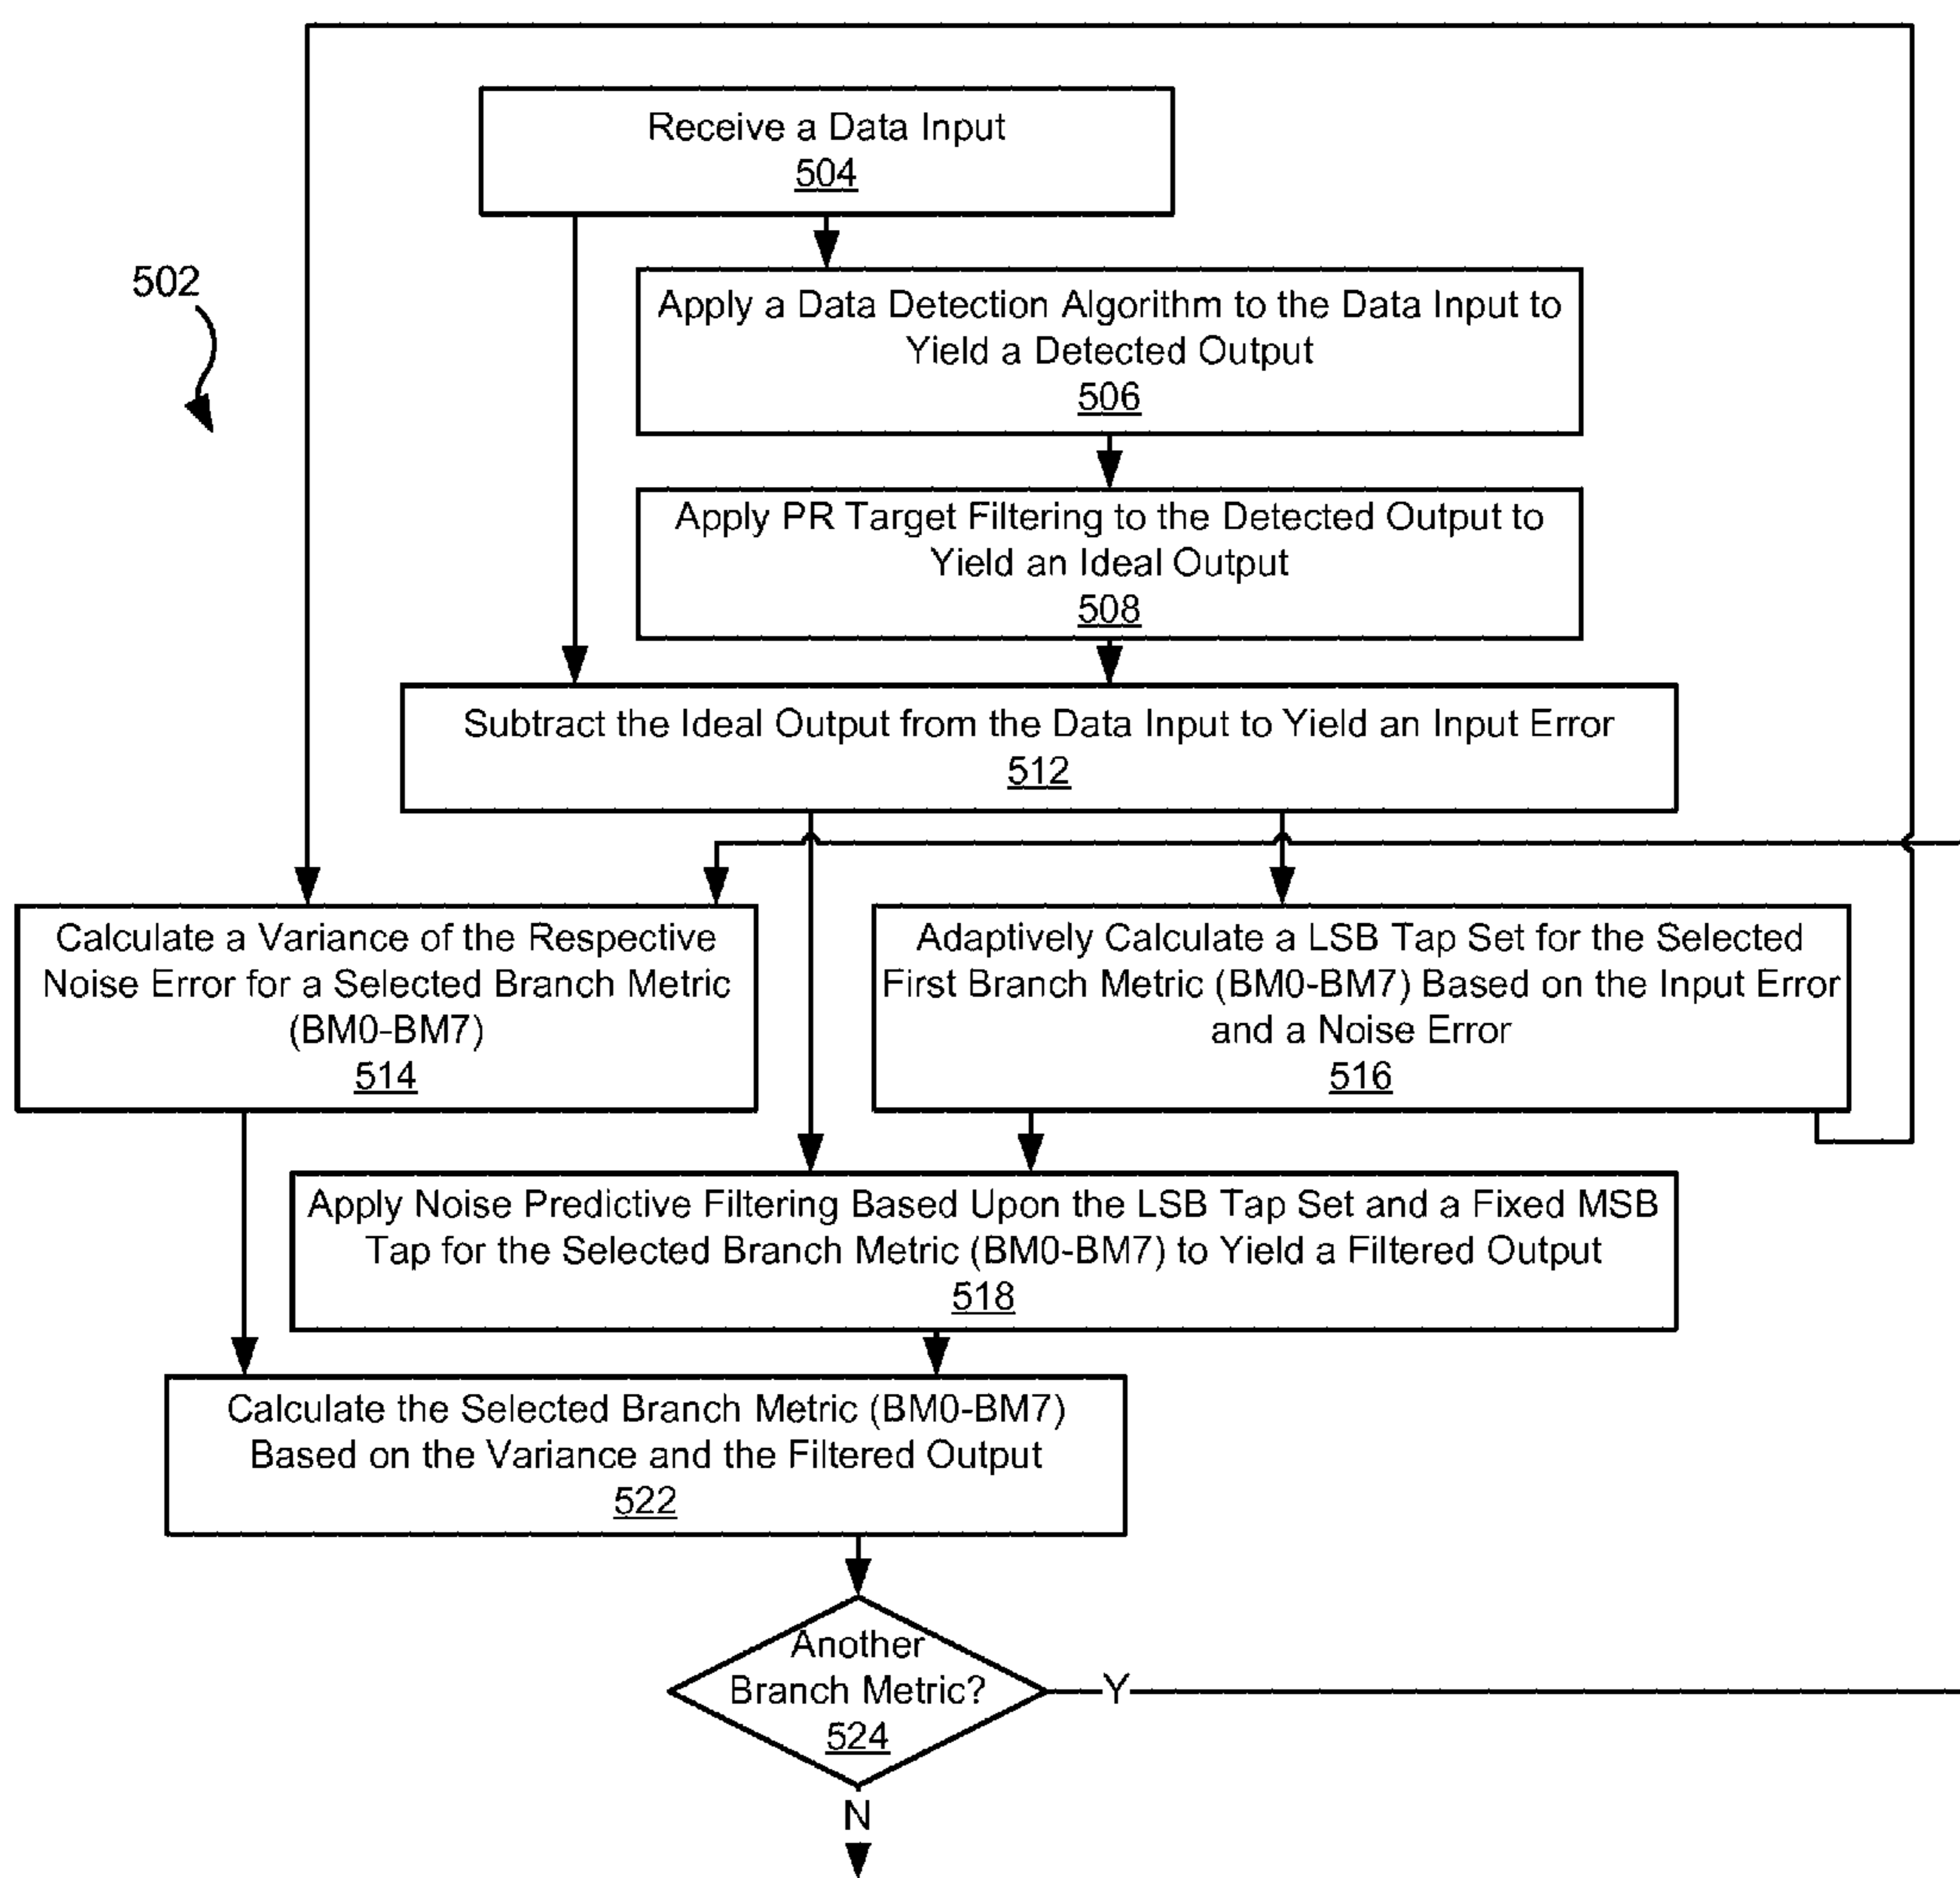 Receive a Data Input
504
502
Apply a Data Detection Algorithm to the Data Input to
Yield a Detected Output
506
Apply PR Target Filtering to the Detected Output to
Yield an Ideal Output
508
Subtract the Ideal Output from the Data Input to Yield an Input Error
512
Calculate a Variance of the Respective
Noise Error for a Selected Branch Metric
(BM0-BM7)
514
Adaptively Calculate a LSB Tap Set for the Selected
First Branch Metric (BM0-BM7) Based on the Input Error
and a Noise Error
516
Apply Noise Predictive Filtering Based Upon the LSB Tap Set and a Fixed MSB
Tap for the Selected Branch Metric (BM0-BM7) to Yield a Filtered Output
518
Calculate the Selected Branch Metric (BM0-BM7)
Based on the Variance and the Filtered Output
522
Another
Branch Metric?
524
Y
N